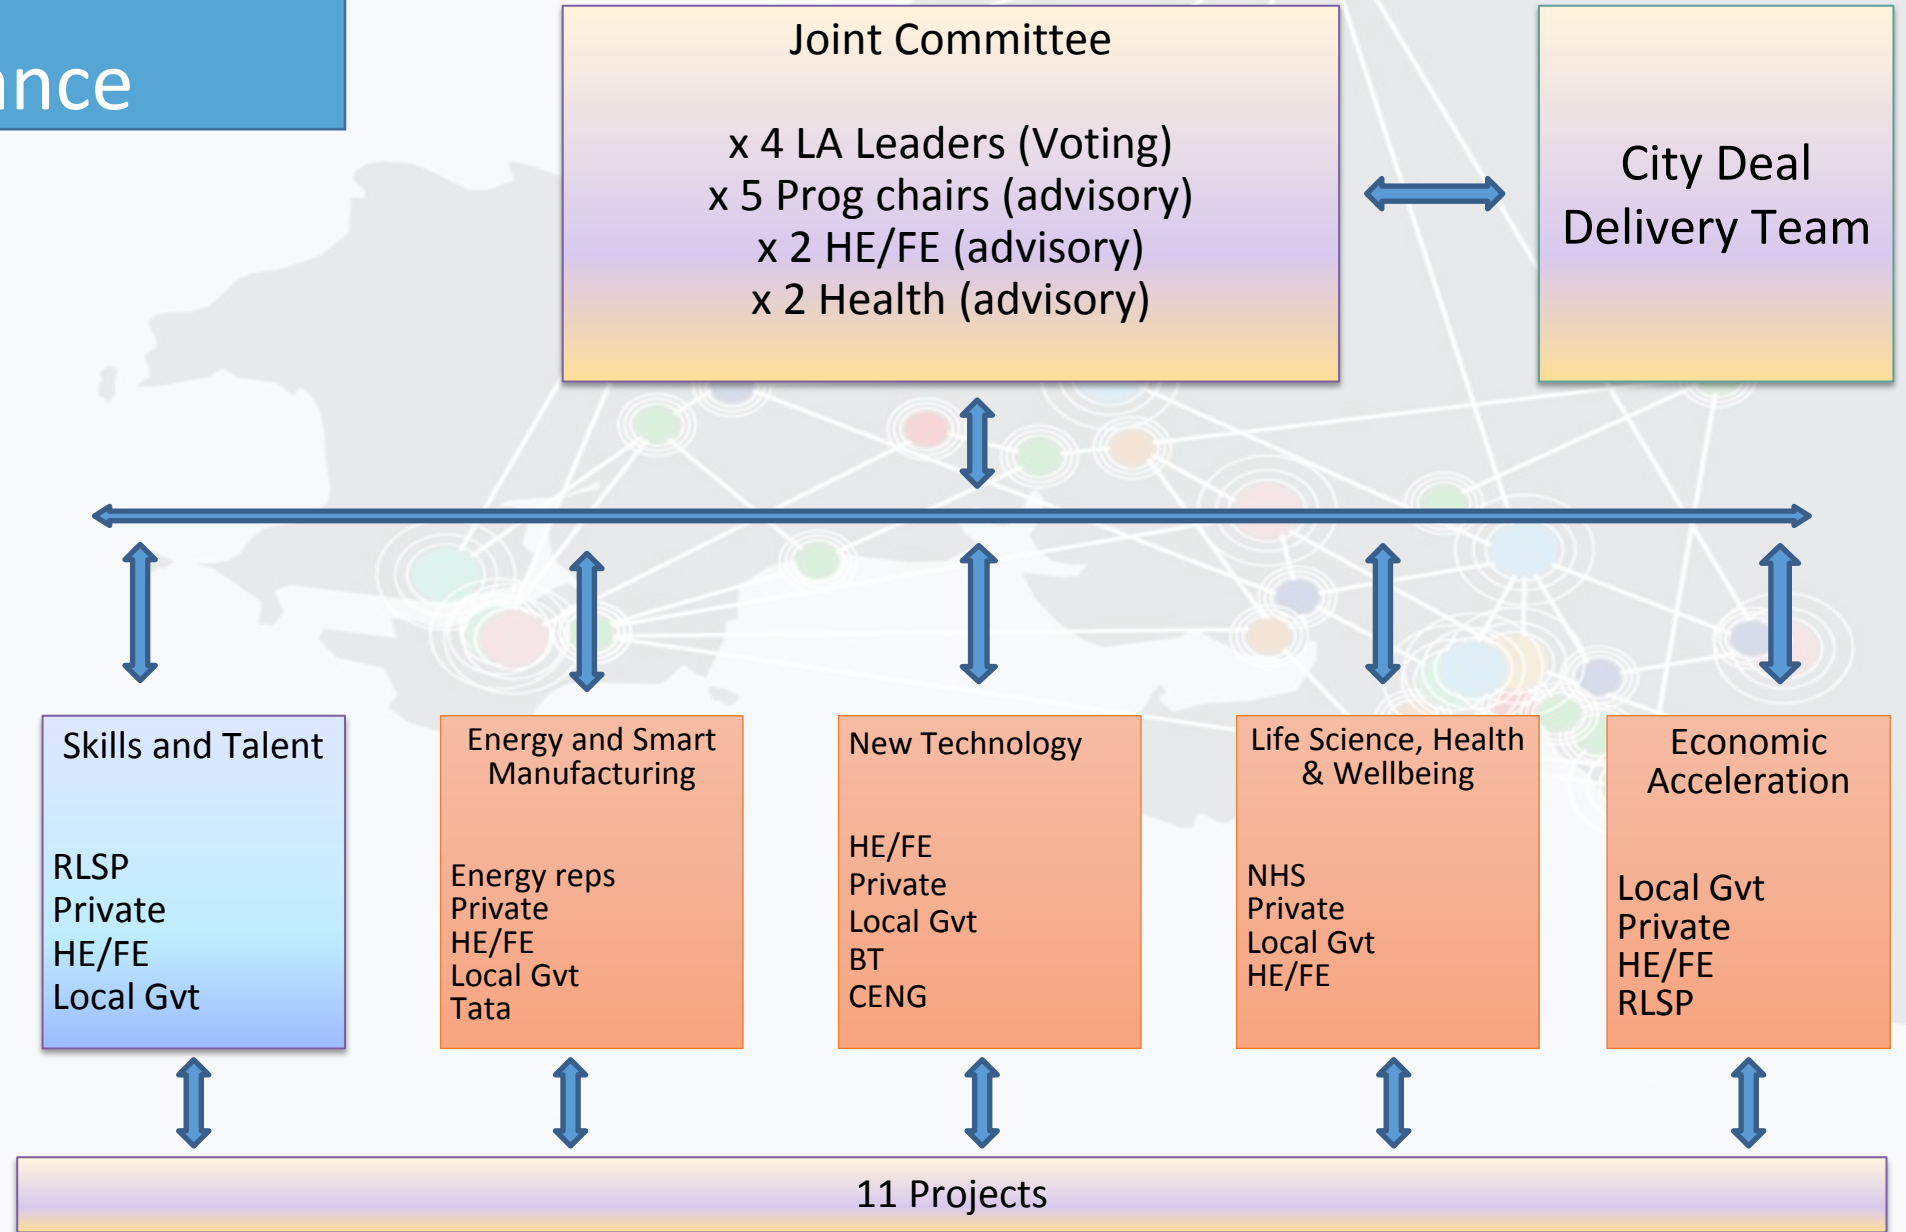 ance
Joint Committee
x 4 LA Leaders (Voting)
x 5 Prog chairs (advisory)
x 2 HE/FE (advisory)
x 2 Health (advisory)
City Deal
Delivery Team
Skills and Talent
RLSP
Private
HE/FE
Local Gvt
Energy and Smart
Manufacturing
Energy reps
Private
HE/FE
Local Gvt
Tata
New Technology
HE/FE
Private
Local Gvt
BT
CENG
Life Science, Health
& Wellbeing
NHS
Private
Local Gvt
HE/FE
Economic
Acceleration
Local Gvt
Private
HE/FE
RLSP
11 Projects